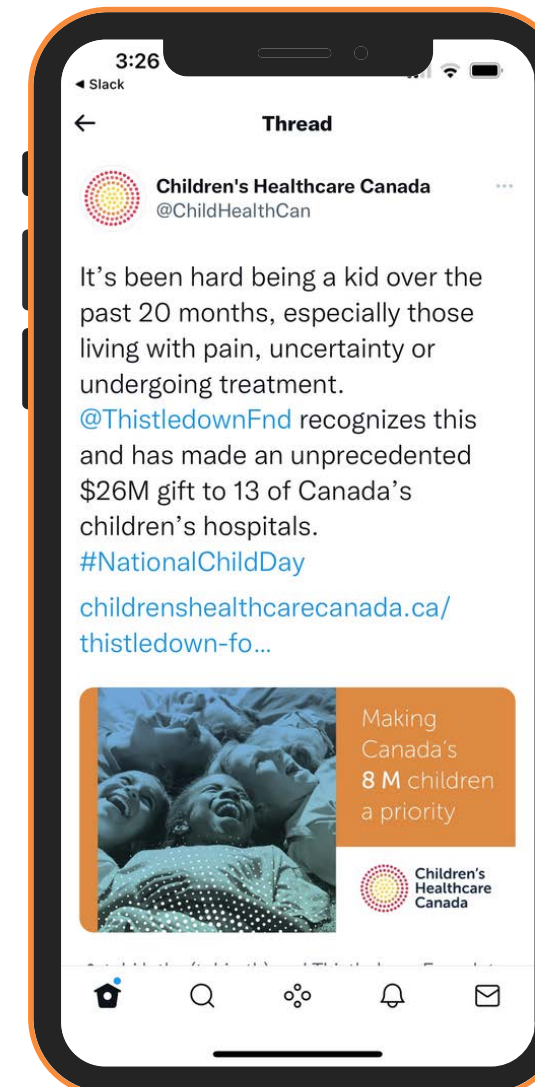 3:26
◄ Slack
Thread
Children's Healthcare Canada
@ChildHealthCan
It’s been hard being a kid over the
past 20 months, especially those
living with pain, uncertainty or
undergoing treatment.
@ThistledownFnd recognizes this
and has made an unprecedented
$26M gift to 13 of Canada’s
children’s hospitals.
#NationalChildDay
childrenshealthcarecanada.ca/
thistledown-fo...
Making
Canada’s
8 M children
a priority
Children’s
Healthcare
Canada